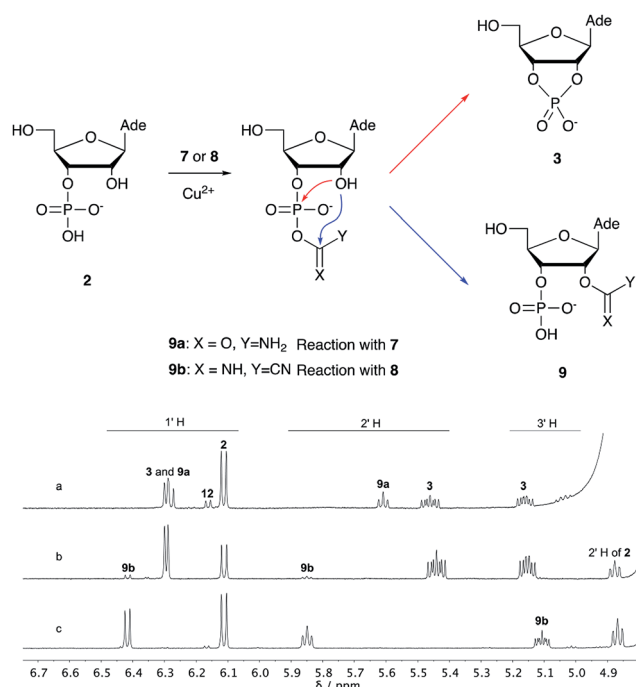 HO
O
Ade
O
O
P
O
O-
3
HO
O
Ade
O
OH
O=P-O-
OH
2
7 or 8
Cu2+
HO
O
Ade
O
OH
O=P-O-
O
Y
X
HO
O
Ade
O
O
Y
O=P-O-
X
OH
9
9a: X = O, Y=NH2 Reaction with 7
9b: X = NH, Y=CN Reaction with 8
1' H
2' H
3' H
2
3 and 9a
9a
3
3
a
12
b
9b
9b
2' H of 2
c
9b
6.7 6.6 6.5 6.4 6.3 6.2 6.1 6.0 5.9 5.8 5.7 5.6 5.5 5.4 5.3 5.2 5.1 5.0 4.9
δ / ppm